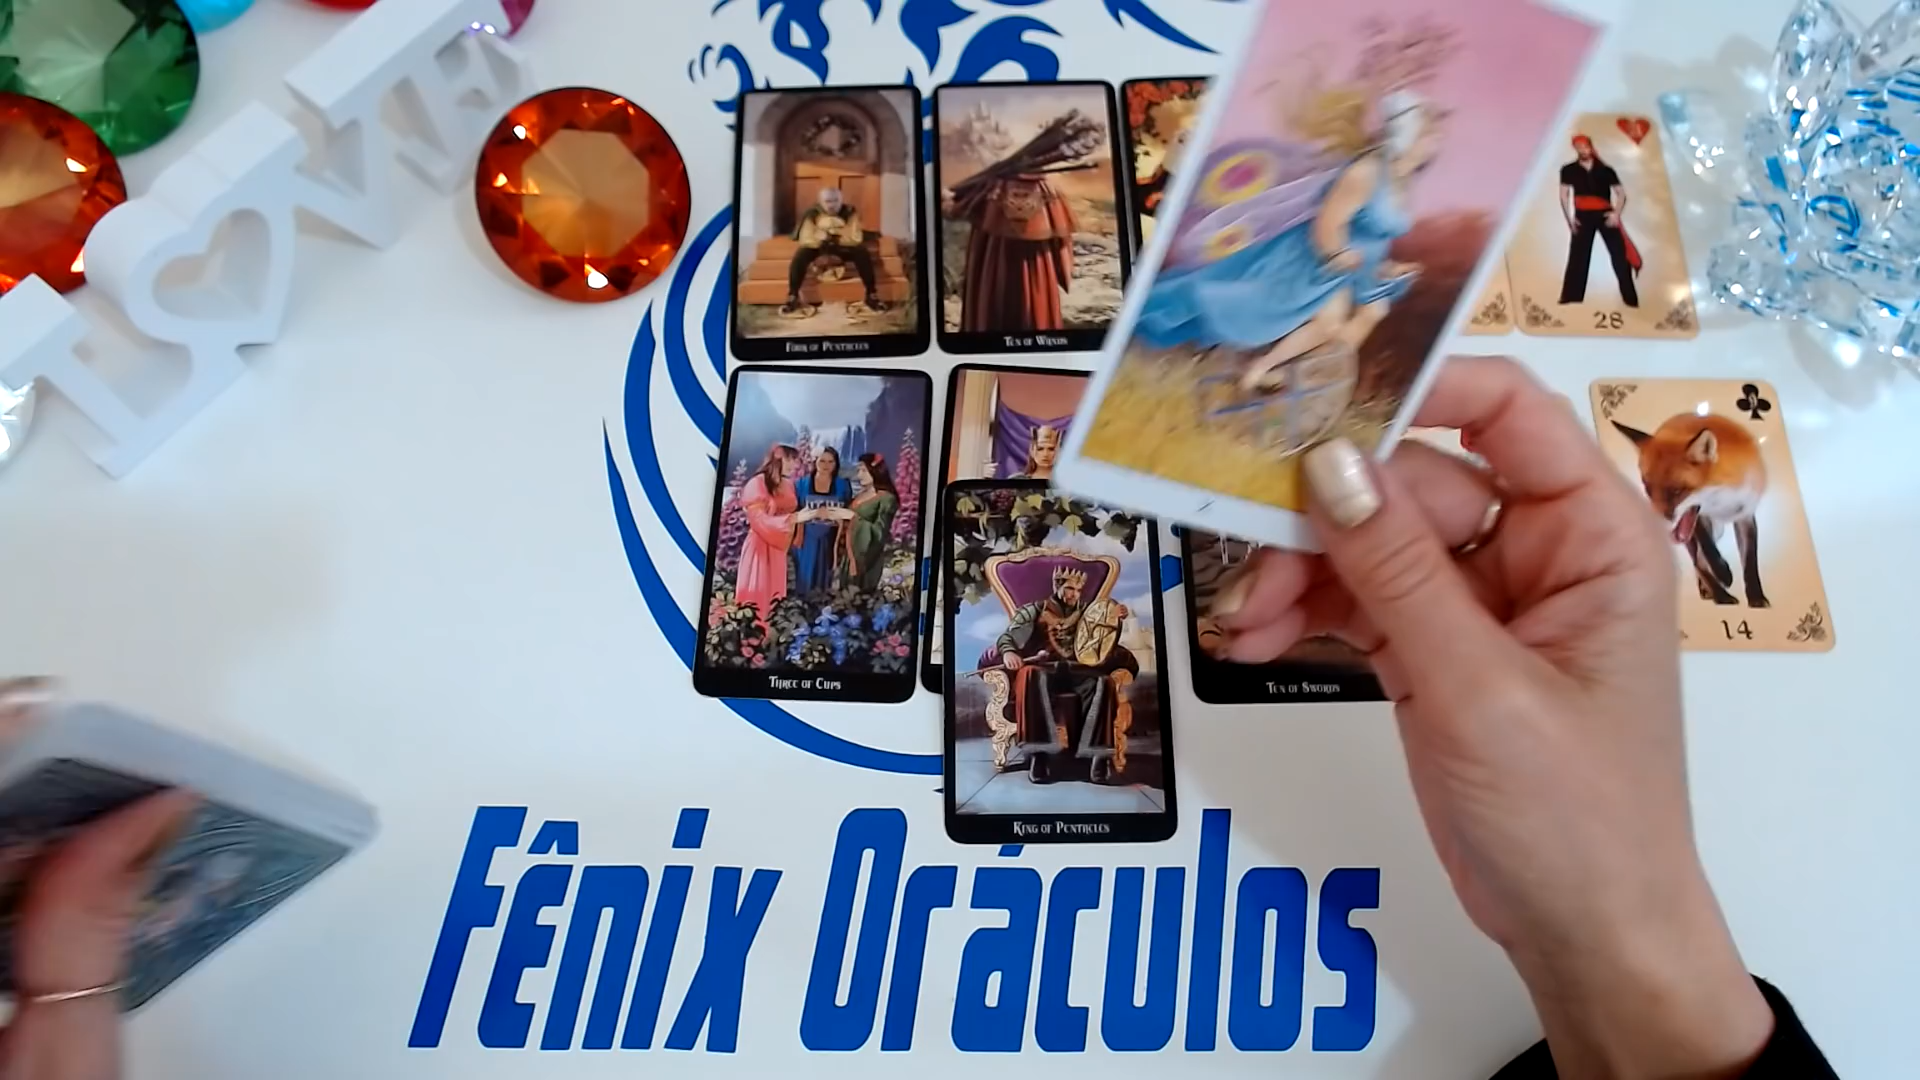 LOVE
FOUR OF PENTACLES
TEN OF WANDS
28
THREE OF CUPS
14
TEN OF SWORDS
KING OF PENTACLES
Fênix Oráculos